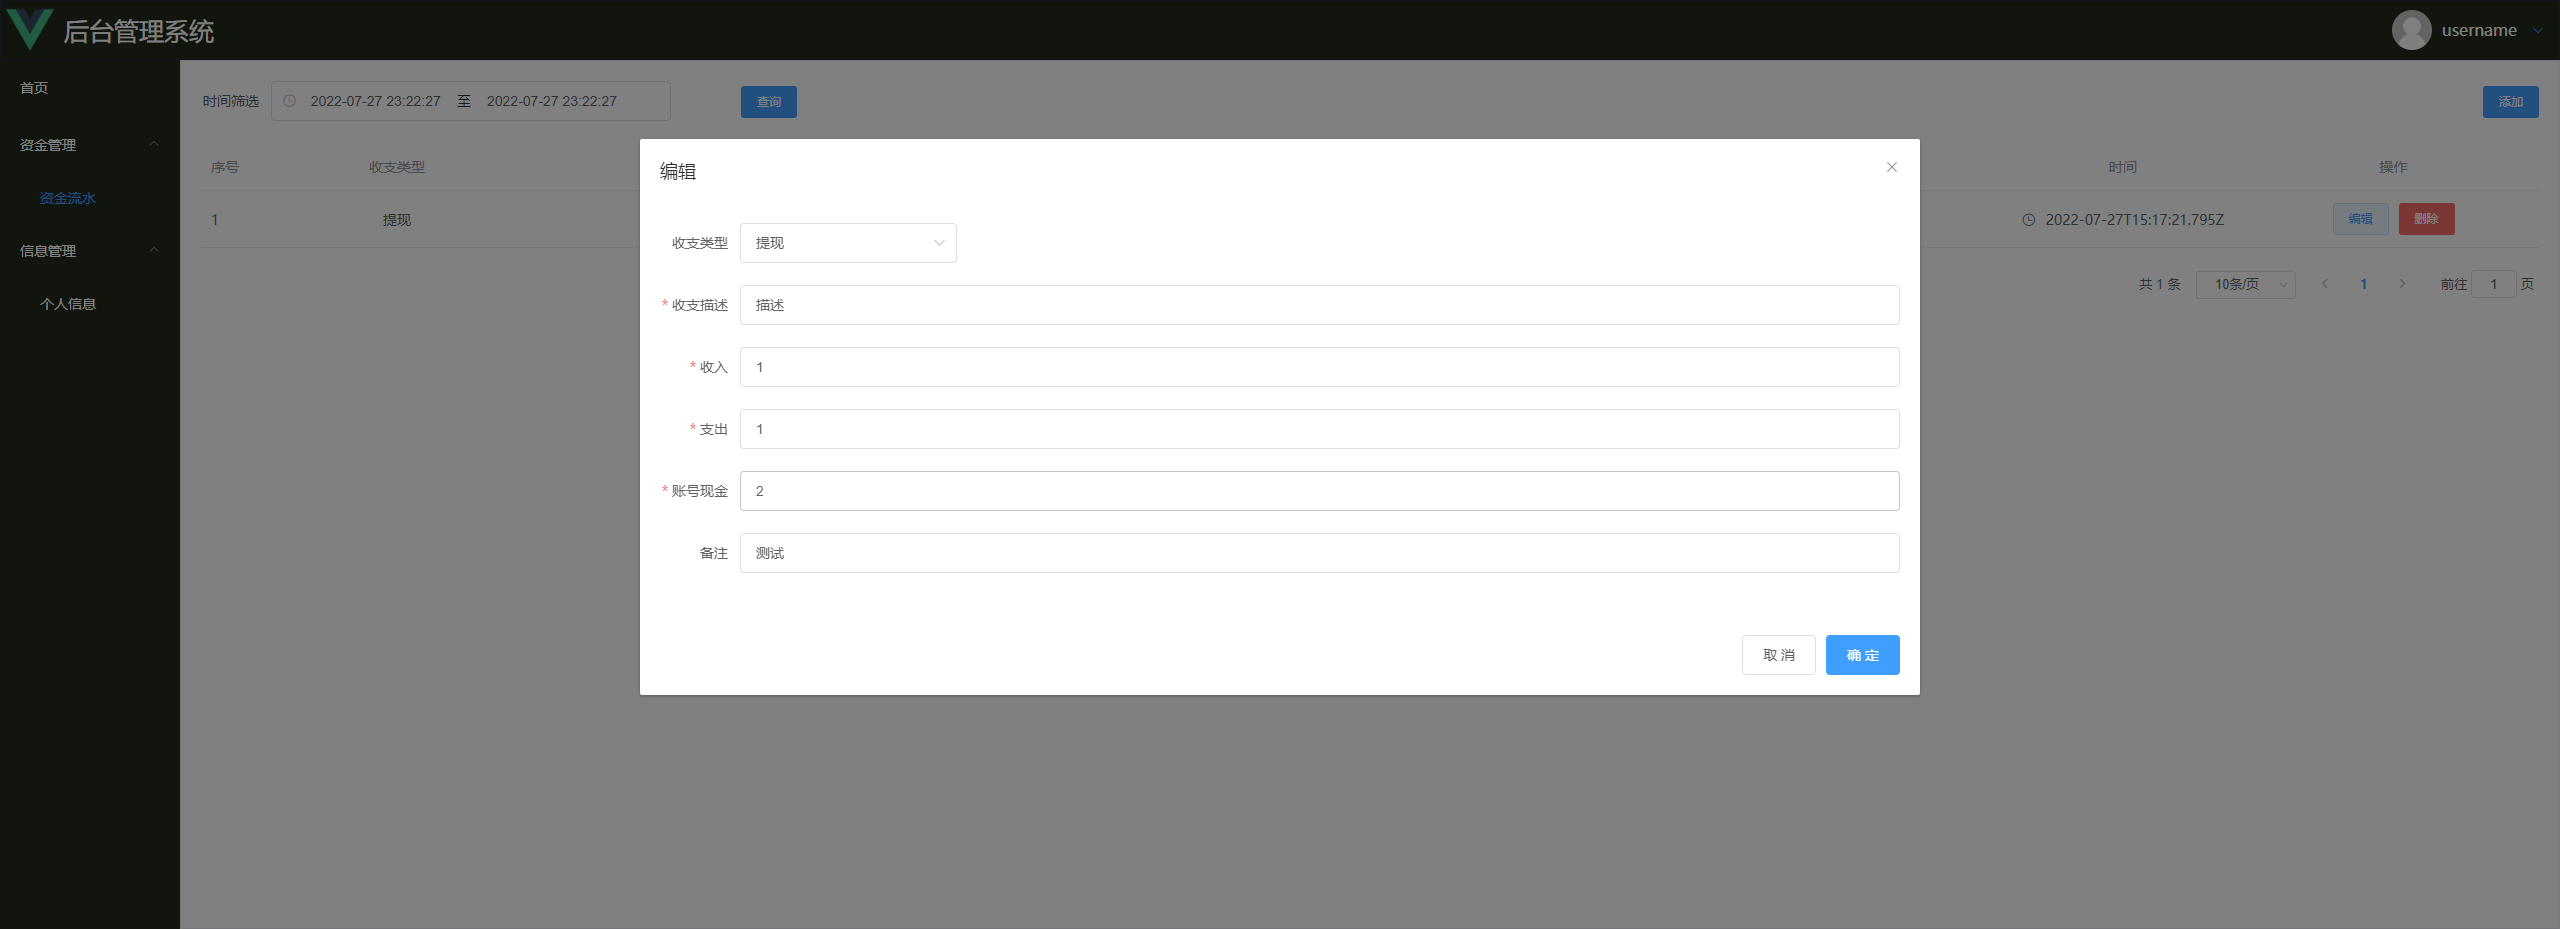 后台管理系统
username
首页
资金管理
资金流水
信息管理
个人信息
时间筛选 2022-07-27 23:22:27 至 2022-07-27 23:22:27 查询 添加
序号 收支类型 时间 操作
1 提现 2022-07-27T15:17:21.795Z 编辑 删除
共 1 条 10条/页 1 前往 1 页
编辑
收支类型 提现
* 收支描述 描述
* 收入 1
* 支出 1
* 账号现金 2
备注 测试
取 消 确 定